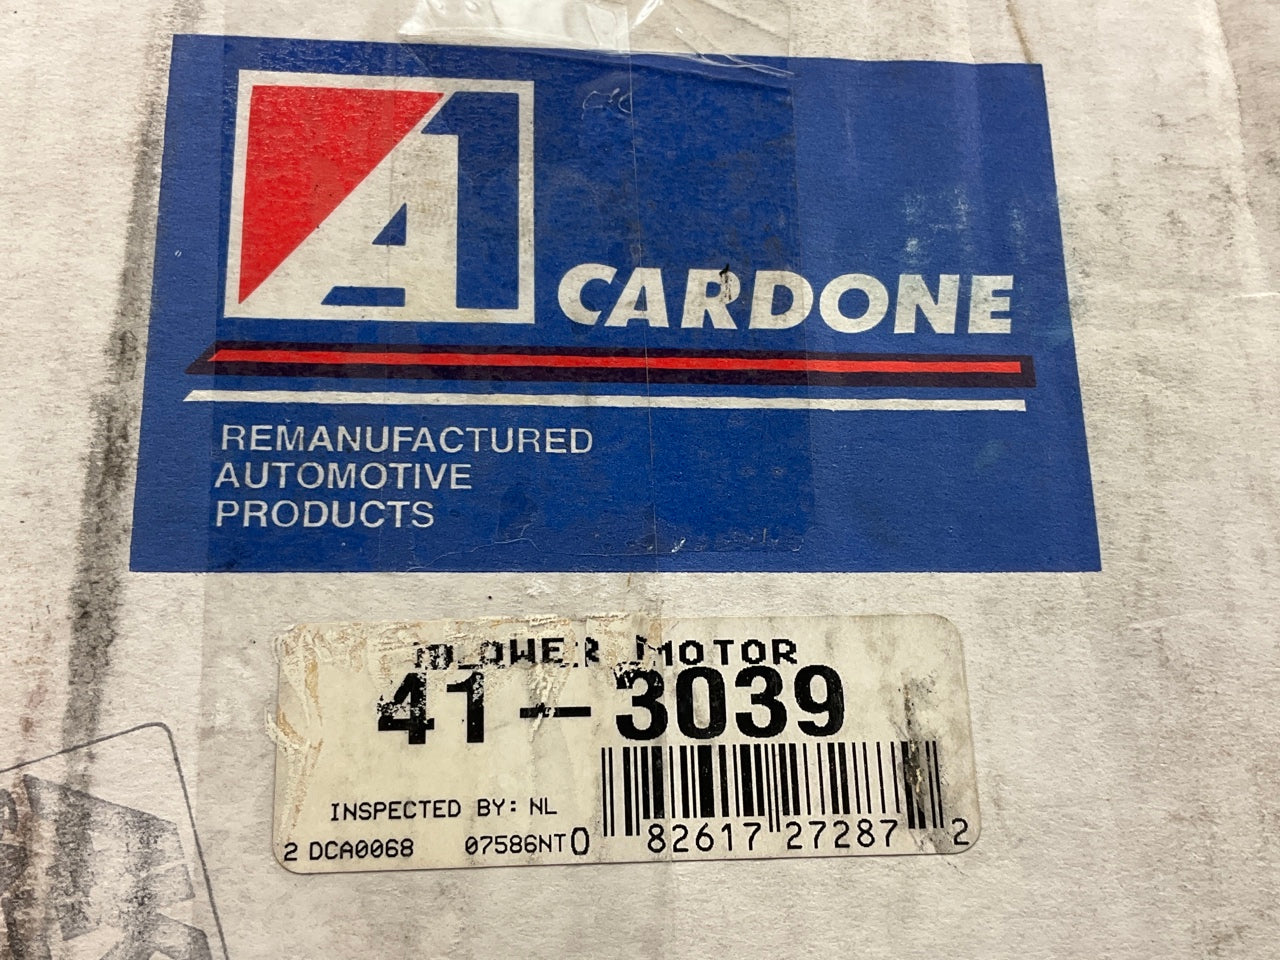 A1
CARDONE
REMANUFACTURED
AUTOMOTIVE
PRODUCTS
BLOWER MOTOR
41-3039
INSPECTED BY: NL
2 DCA0068 07586NT 0 82617 27287 2